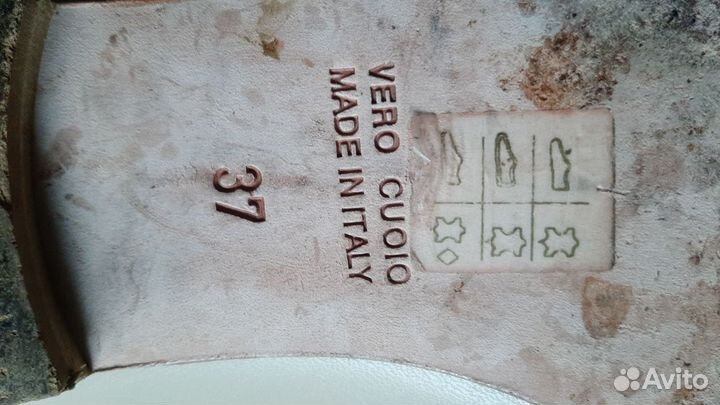 VERO CUOIO
MADE IN ITALY
37
Avito